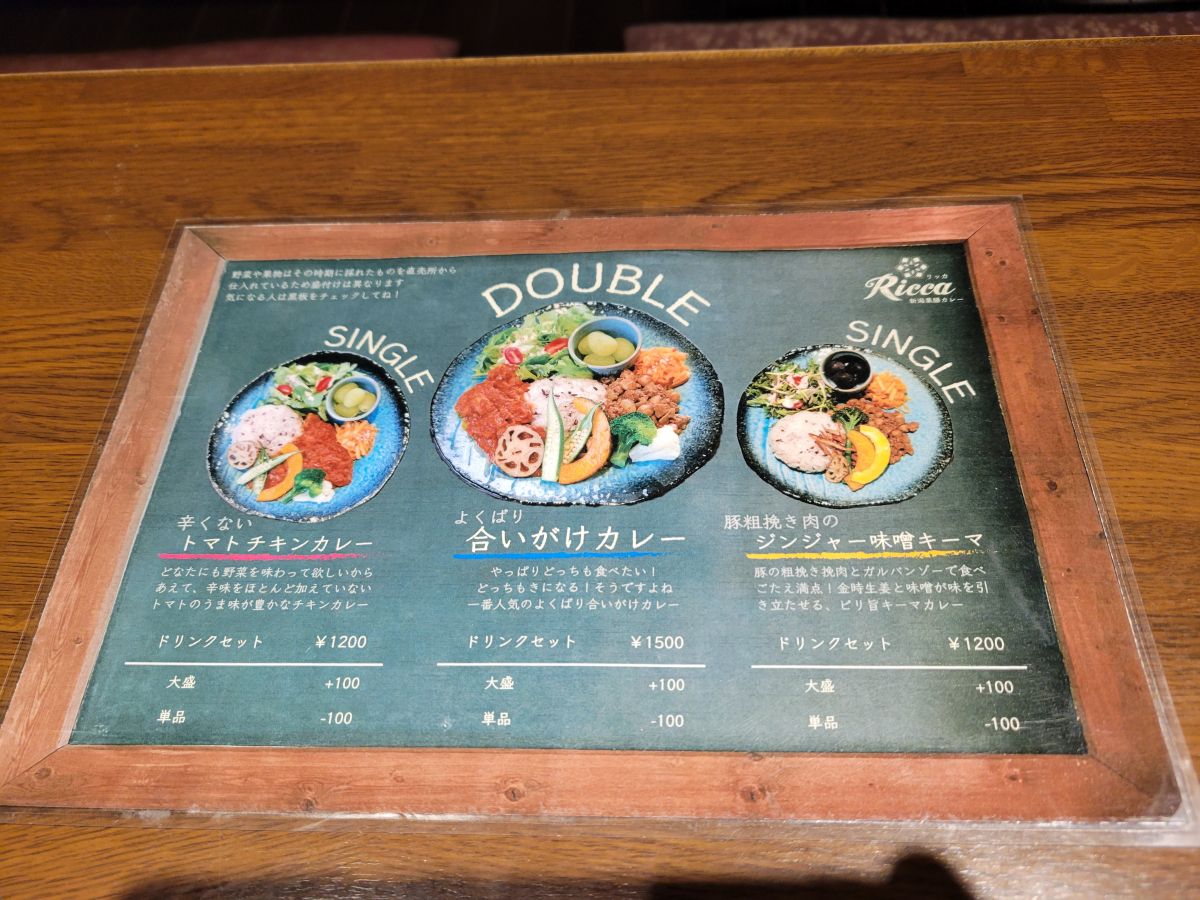 野菜や果物はその時期に採れたものを直売所から
仕入れているため盛付けは異なります
気になる人は黒板をチェックしてね！
リッカ
Ricca
新潟薬膳カレー
SINGLE
DOUBLE
SINGLE
辛くない
トマトチキンカレー
どなたにも野菜を味わって欲しいから
あえて、辛味をほとんど加えていない
トマトのうま味が豊かなチキンカレー
ドリンクセット ¥1200
大盛 +100
単品 -100
よくばり
合いがけカレー
やっぱりどっちも食べたい！
どっちもきになる！そうですよね
一番人気のよくばり合いがけカレー
ドリンクセット ¥1500
大盛 +100
単品 -100
豚粗挽き肉の
ジンジャー味噌キーマ
豚の粗挽き挽肉とガルバンゾーで食べ
ごたえ満点！金時生姜と味噌が味を引
き立たせる、ピリ旨キーマカレー
ドリンクセット ¥1200
大盛 +100
単品 -100